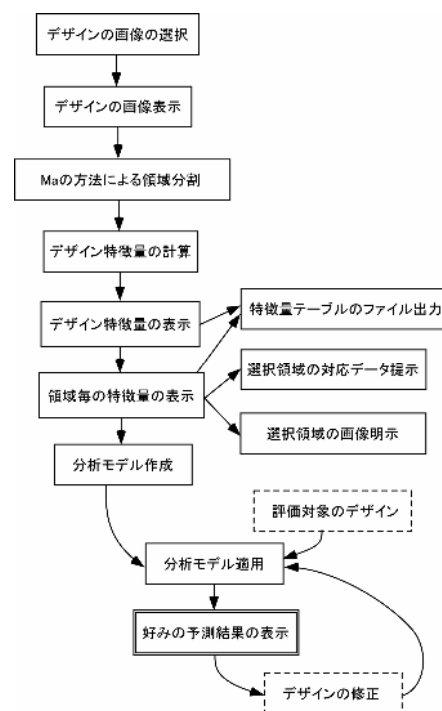 デザインの画像の選択
デザインの画像表示
Maの方法による領域分割
デザイン特徴量の計算
デザイン特徴量の表示
特徴量テーブルのファイル出力
領域毎の特徴量の表示
選択領域の対応データ提示
選択領域の画像明示
分析モデル作成
評価対象のデザイン
分析モデル適用
好みの予測結果の表示
デザインの修正